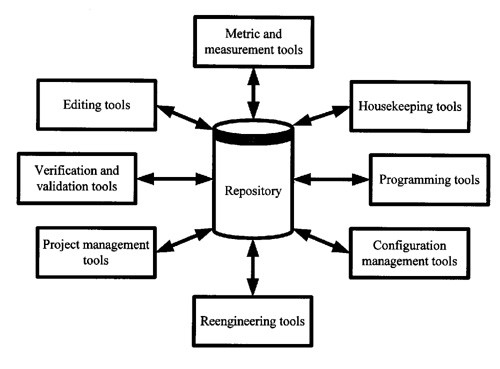 Metric and
measurement tools
Editing tools
Housekeeping tools
Verification and
validation tools
Repository
Programming tools
Project management
tools
Configuration
management tools
Reengineering tools